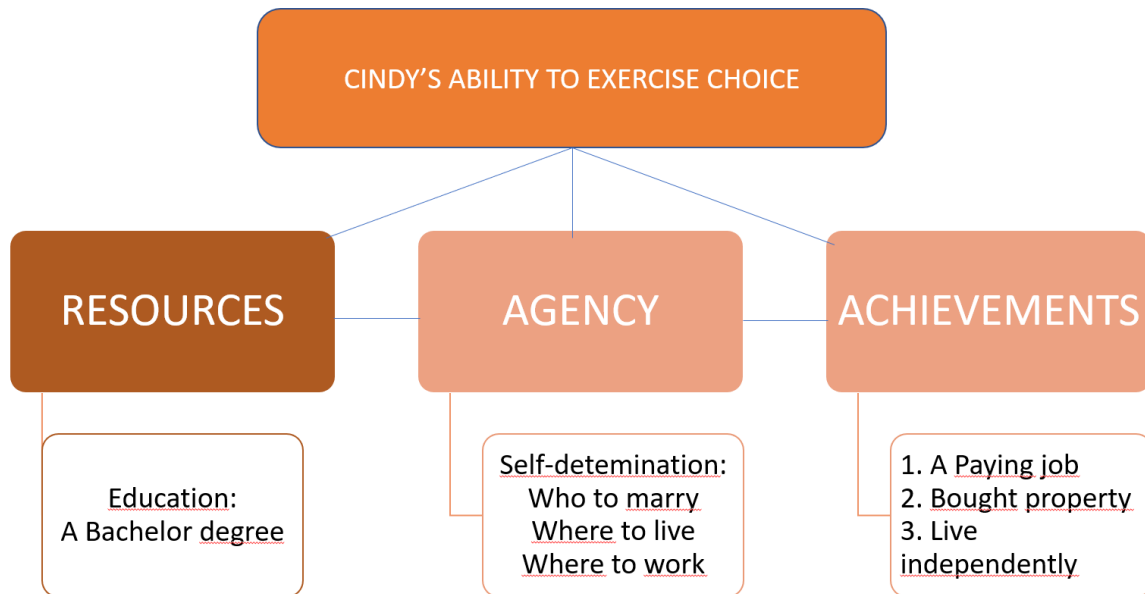 CINDY’S ABILITY TO EXERCISE CHOICE
RESOURCES
AGENCY
ACHIEVEMENTS
Education:
A Bachelor degree
Self-detemination:
Who to marry
Where to live
Where to work
1. A Paying job
2. Bought property
3. Live
independently